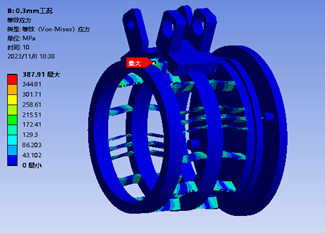 B: 0.3mm工况
等效应力
类型: 等效（Von-Mises）应力
单位: MPa
时间: 10
2023/11/8 18:38
最大
387.91 最大
344.81
301.71
258.61
215.51
172.41
129.3
86.203
43.102
0 最小